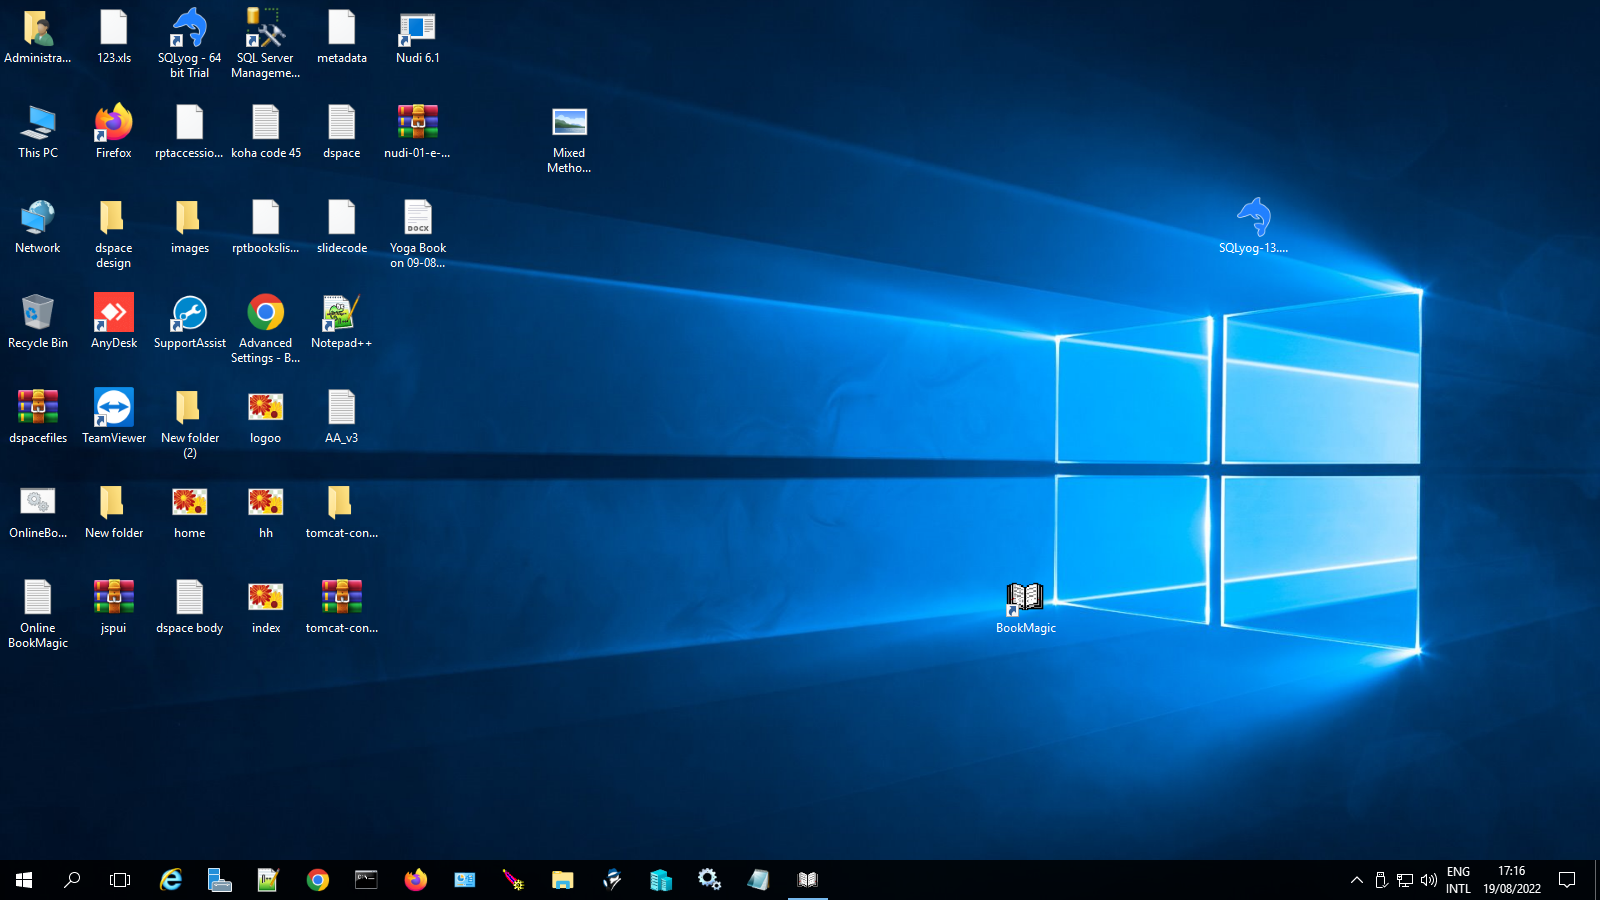 Administra...
123.xls
SQLyog - 64
bit Trial
SQL Server
Manageme...
metadata
Nudi 6.1
This PC
Firefox
rptaccessio...
koha code 45
dspace
nudi-01-e-...
Mixed
Metho...
Network
dspace
design
images
rptbookslis...
slidecode
DOCX
Yoga Book
on 09-08...
SQLyog-13....
Recycle Bin
AnyDesk
SupportAssist
Advanced
Settings - B...
Notepad++
dspacefiles
TeamViewer
New folder
(2)
logoo
AA_v3
OnlineBo...
New folder
home
hh
tomcat-con...
Online
BookMagic
jspui
dspace body
index
tomcat-con...
BookMagic
ENG
INTL
17:16
19/08/2022